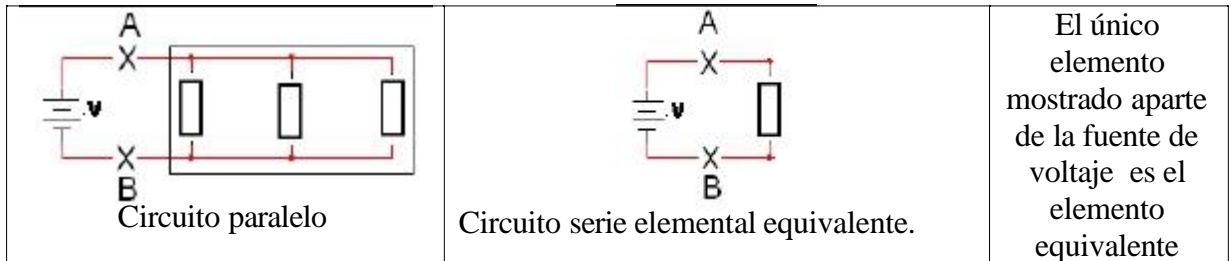 A
X
V
X
B
Circuito paralelo
A
X
V
X
B
Circuito serie elemental equivalente.
El único
elemento
mostrado aparte
de la fuente de
voltaje es el
elemento
equivalente